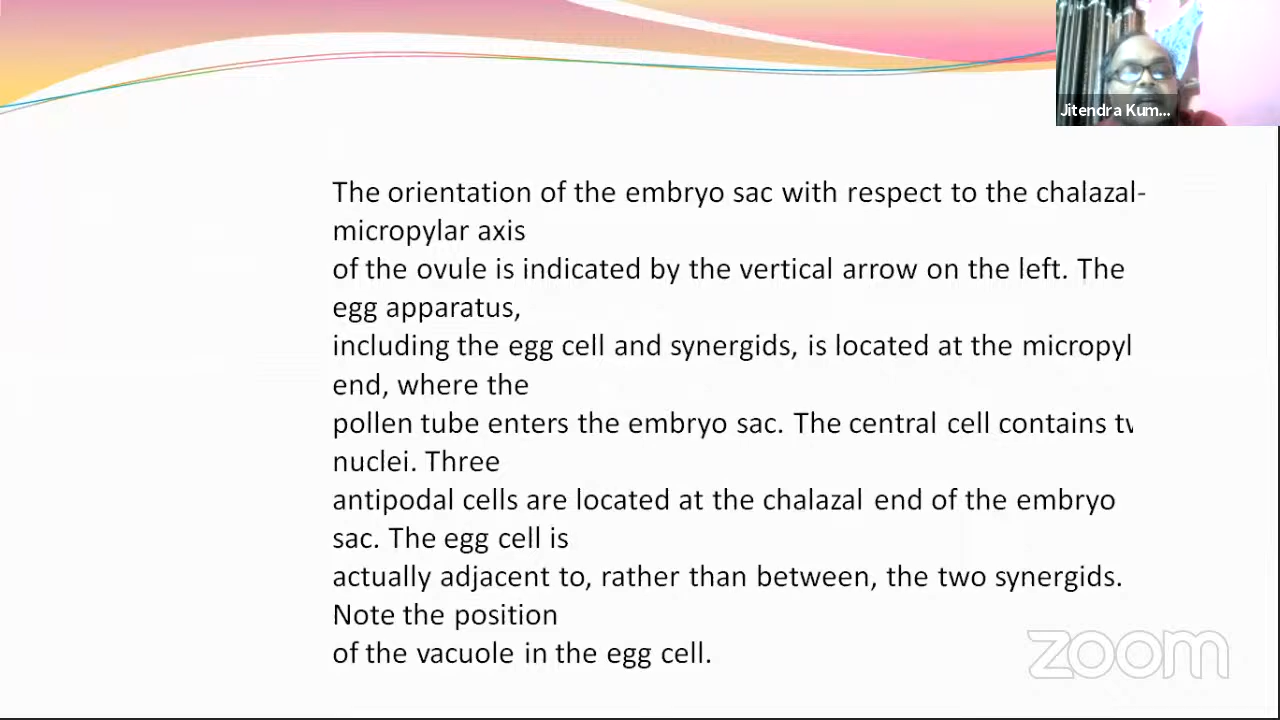 Jitendra Kum...
The orientation of the embryo sac with respect to the chalazal-
micropylar axis
of the ovule is indicated by the vertical arrow on the left. The
egg apparatus,
including the egg cell and synergids, is located at the micropyl
end, where the
pollen tube enters the embryo sac. The central cell contains
nuclei. Three
antipodal cells are located at the chalazal end of the embryo
sac. The egg cell is
actually adjacent to, rather than between, the two synergids.
Note the position
of the vacuole in the egg cell.
zoom